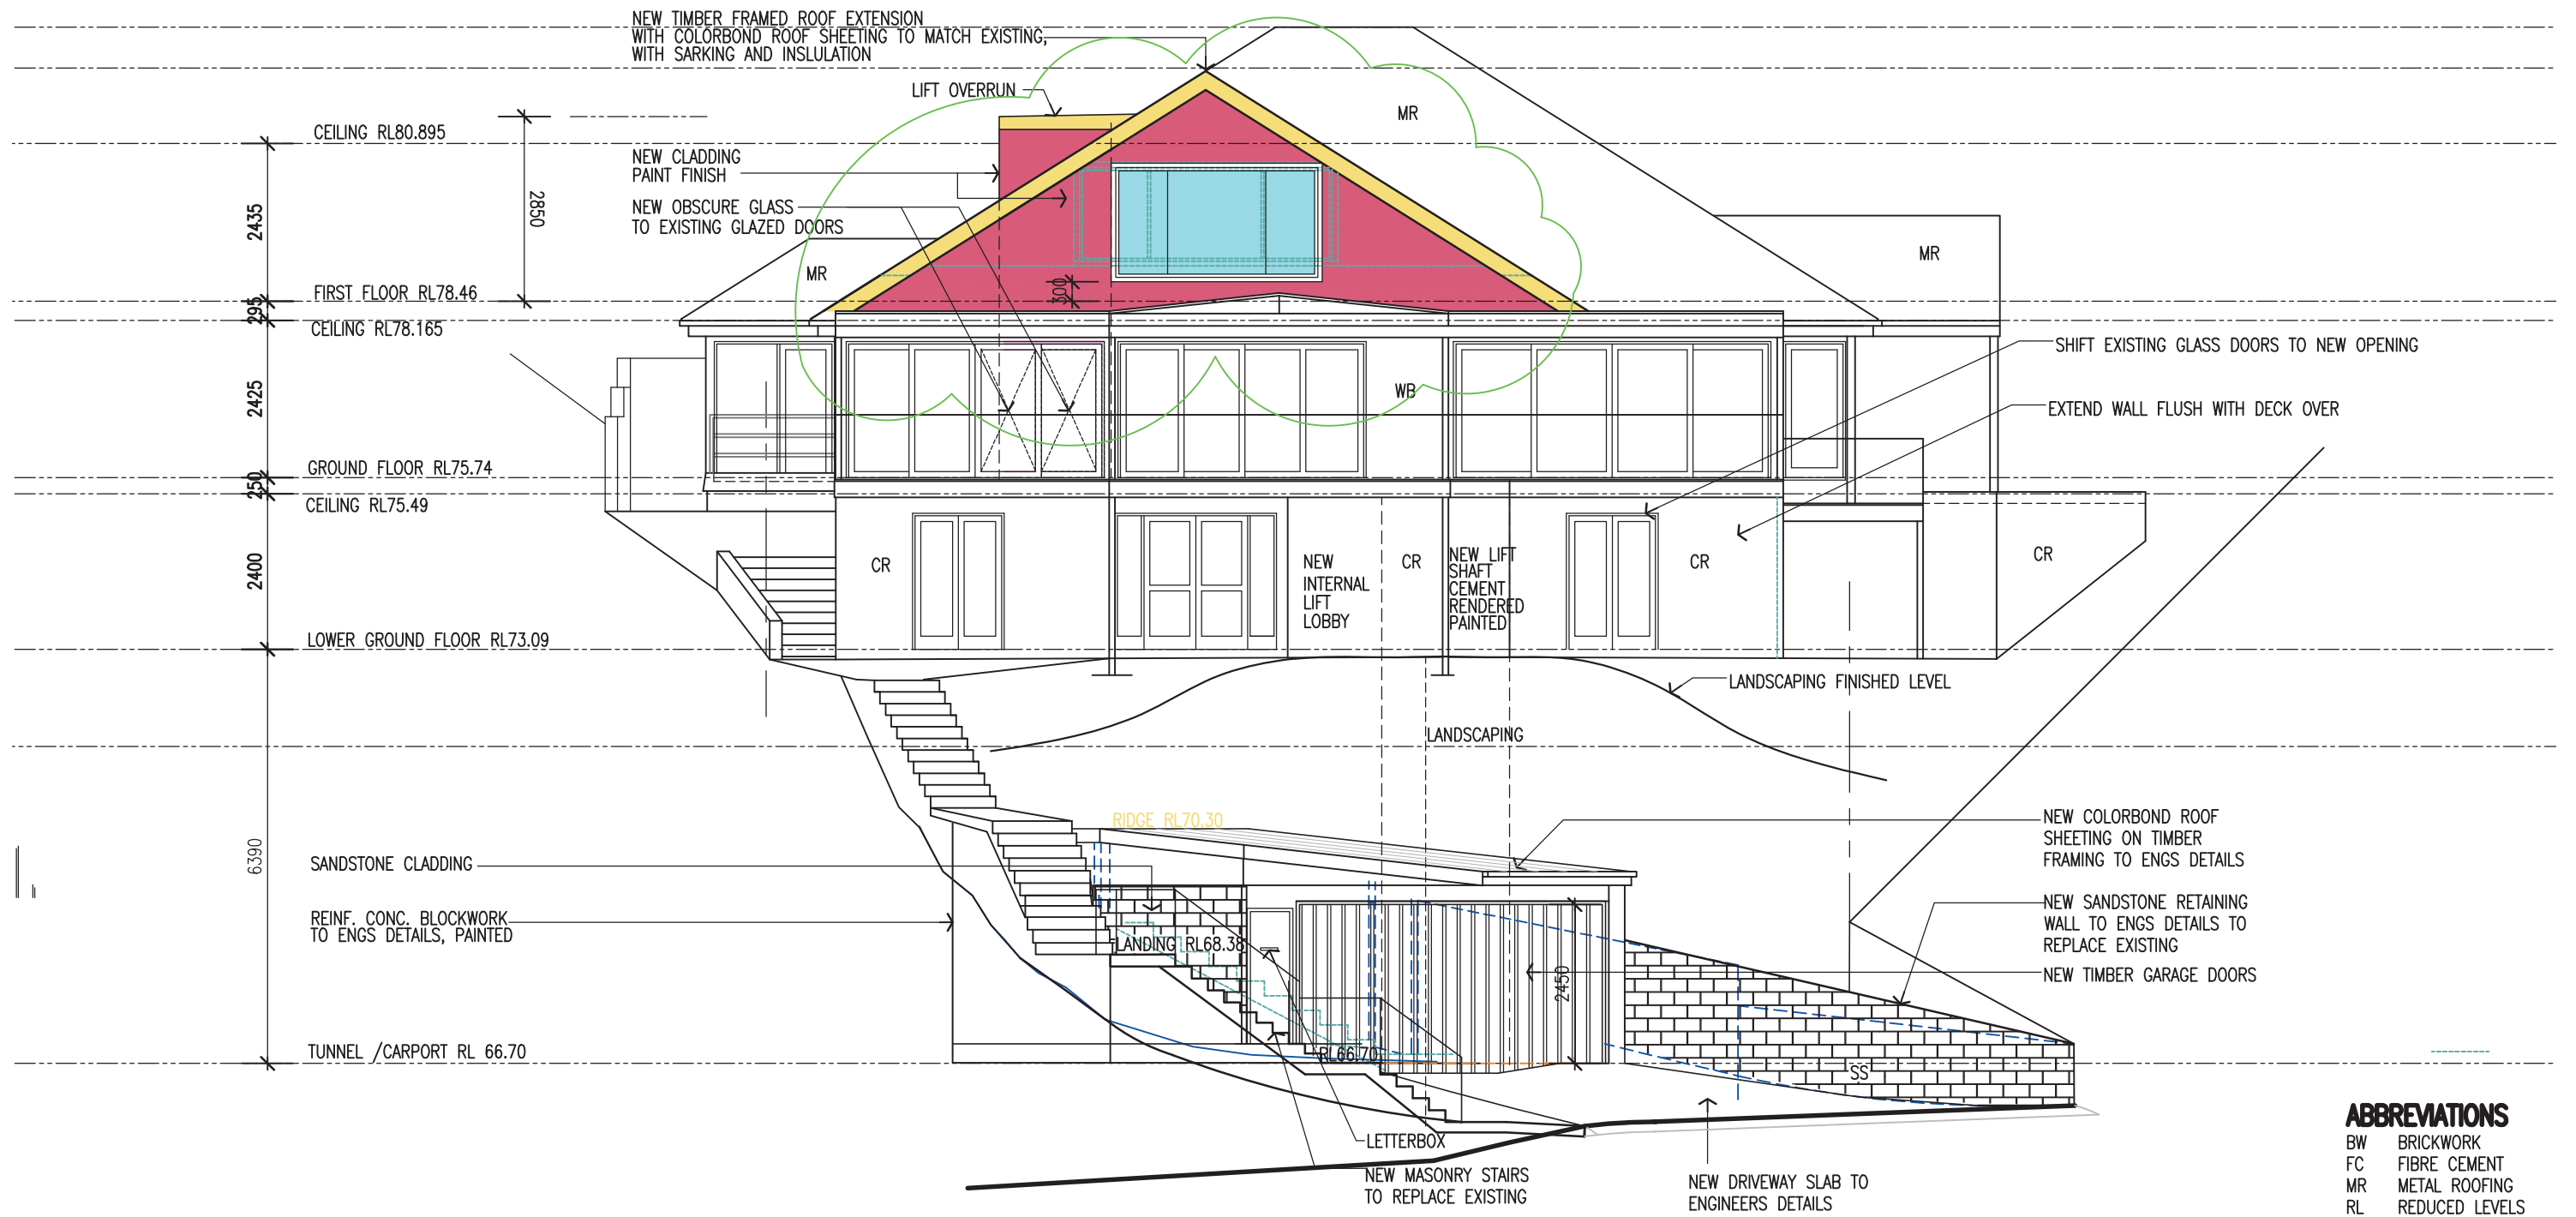 NEW TIMBER FRAMED ROOF EXTENSION
WITH COLORBOND ROOF SHEETING TO MATCH EXISTING,
WITH SARKING AND INSLULATION
LIFT OVERRUN
MR
CEILING RL80.895
NEW CLADDING
PAINT FINISH
2850
2435
NEW OBSCURE GLASS
TO EXISTING GLAZED DOORS
MR
MR
300
FIRST FLOOR RL78.46
295
CEILING RL78.165
SHIFT EXISTING GLASS DOORS TO NEW OPENING
2425
WB
EXTEND WALL FLUSH WITH DECK OVER
GROUND FLOOR RL75.74
250
CEILING RL75.49
2400
CR
NEW
INTERNAL
LIFT
LOBBY
CR
NEW LIFT
SHAFT
CEMENT
RENDERED
PAINTED
CR
CR
LOWER GROUND FLOOR RL73.09
LANDSCAPING FINISHED LEVEL
LANDSCAPING
RIDGE RL70.30
NEW COLORBOND ROOF
SHEETING ON TIMBER
FRAMING TO ENGS DETAILS
6390
SANDSTONE CLADDING
NEW SANDSTONE RETAINING
WALL TO ENGS DETAILS TO
REPLACE EXISTING
REINF. CONC. BLOCKWORK
TO ENGS DETAILS, PAINTED
LANDING RL68.38
2450
NEW TIMBER GARAGE DOORS
TUNNEL /CARPORT RL 66.70
RL66.70
SS
LETTERBOX
NEW MASONRY STAIRS
TO REPLACE EXISTING
NEW DRIVEWAY SLAB TO
ENGINEERS DETAILS
ABBREVIATIONS
BW BRICKWORK
FC FIBRE CEMENT
MR METAL ROOFING
RL REDUCED LEVELS